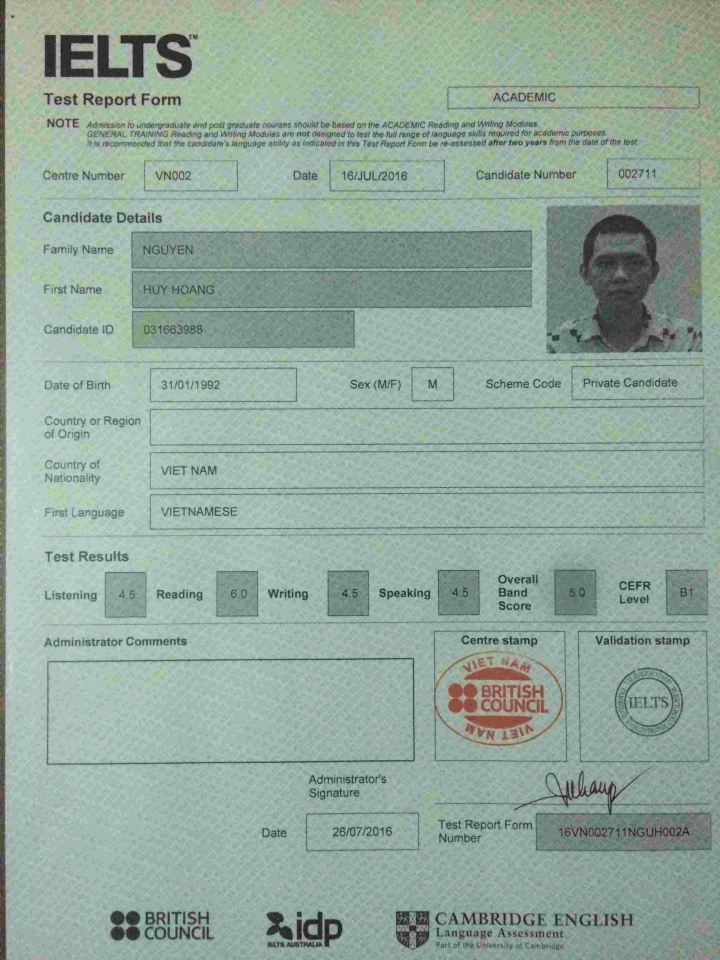 IELTS™
Test Report Form
ACADEMIC
NOTE Admission to undergraduate and post graduate courses should be based on the ACADEMIC Reading and Writing Modules.
GENERAL TRAINING Reading and Writing Modules are not designed to test the full range of language skills required for academic purposes.
It is recommended that the candidate's language ability as indicated in this Test Report Form be re-assessed after two years from the date of the test.
Centre Number VN002 Date 16/JUL/2016 Candidate Number 002711
Candidate Details
Family Name NGUYEN
First Name HUY HOANG
Candidate ID 031663988
Date of Birth 31/01/1992 Sex (M/F) M Scheme Code Private Candidate
Country or Region
of Origin
Country of
Nationality VIET NAM
First Language VIETNAMESE
Test Results
Listening 4.5 Reading 6.0 Writing 4.5 Speaking 4.5 Overall Band Score 5.0 CEFR Level B1
Administrator Comments
Centre stamp
VIET NAM
BRITISH
COUNCIL
VIET NAM
Validation stamp
IELTS
Administrator's
Signature
Date 26/07/2016
Test Report Form
Number 16VN002711NGUH002A
BRITISH
COUNCIL
idp
IELTS AUSTRALIA
CAMBRIDGE ENGLISH
Language Assessment
Part of the University of Cambridge